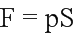 F = pS